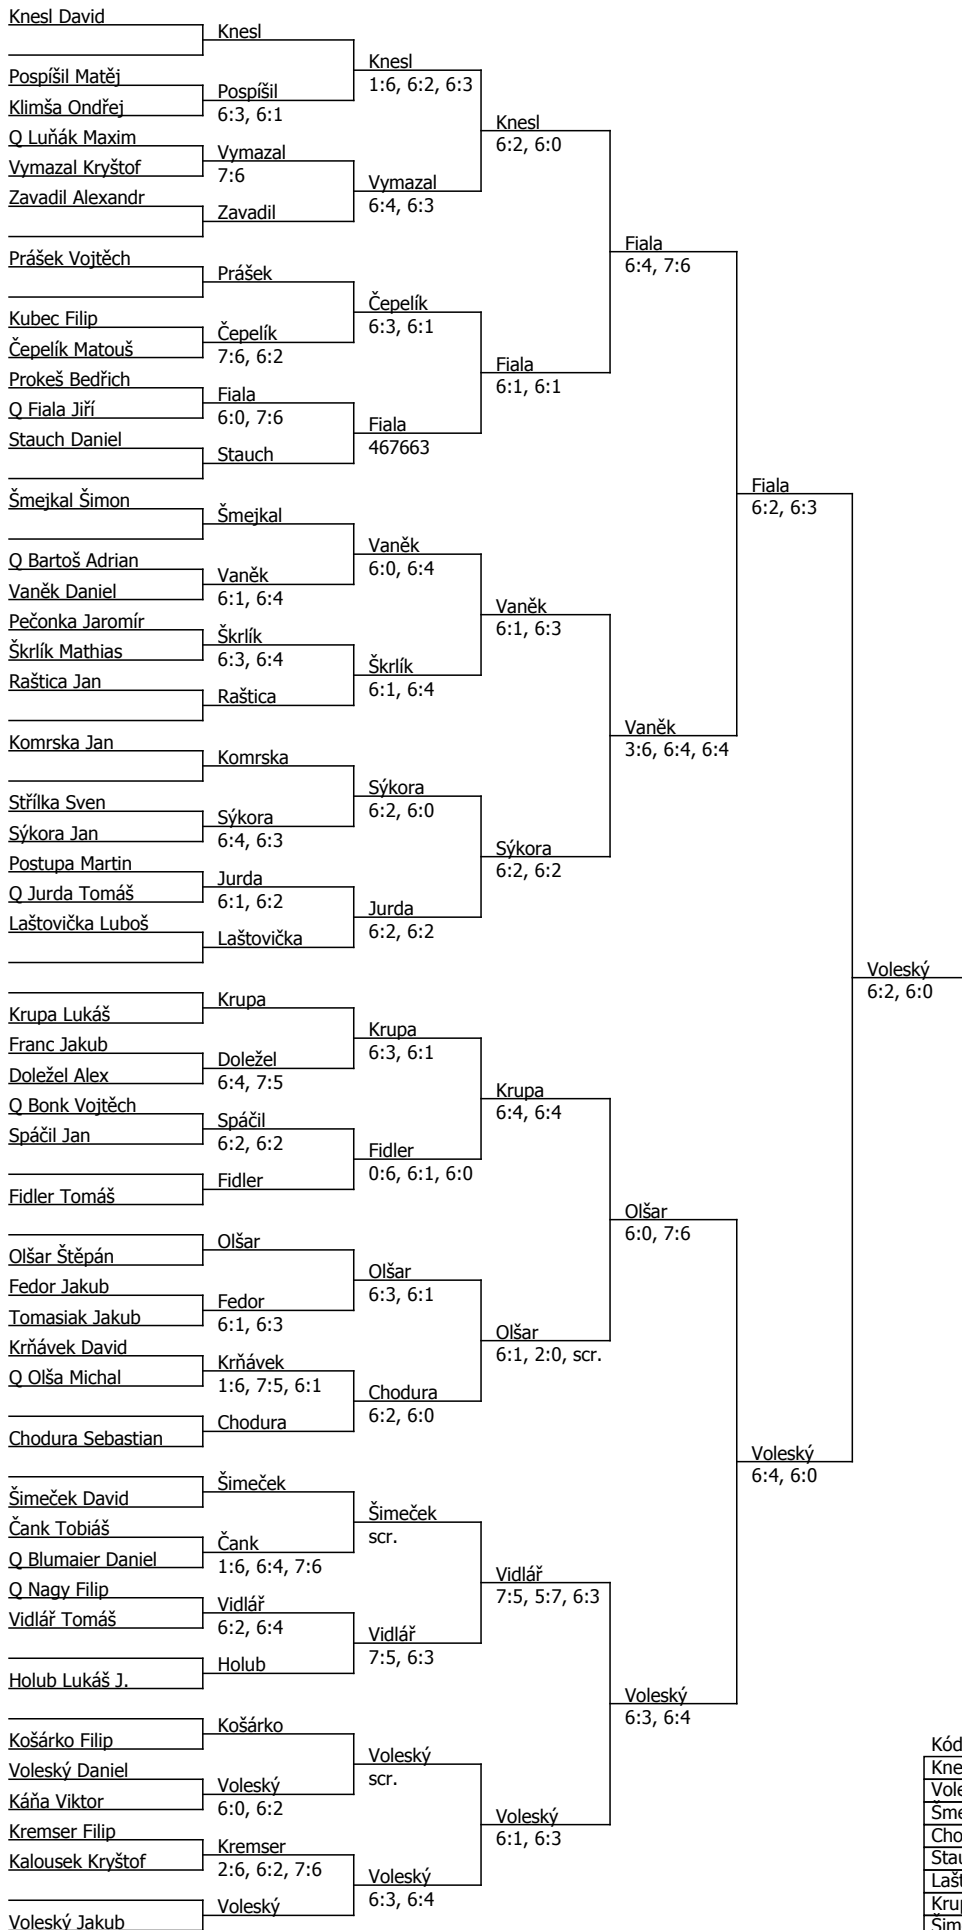 Knesl David
Knesl
Knesl
1:6, 6:2, 6:3
Pospíšil Matěj
Pospíšil
6:3, 6:1
Klimša Ondřej
Knesl
6:2, 6:0
Q Luňák Maxim
Vymazal
7:6
Vymazal Kryštof
Vymazal
6:4, 6:3
Zavadil Alexandr
Zavadil
Fiala
6:4, 7:6
Prášek Vojtěch
Prášek
Čepelík
6:3, 6:1
Kubec Filip
Čepelík
7:6, 6:2
Čepelík Matouš
Fiala
6:1, 6:1
Prokeš Bedřich
Fiala
6:0, 7:6
Q Fiala Jiří
Fiala
467663
Stauch Daniel
Stauch
Fiala
6:2, 6:3
Šmejkal Šimon
Šmejkal
Vaněk
6:0, 6:4
Q Bartoš Adrian
Vaněk
6:1, 6:4
Vaněk Daniel
Vaněk
6:1, 6:3
Pečonka Jaromír
Škrlík
6:3, 6:4
Škrlík Mathias
Škrlík
6:1, 6:4
Raštica Jan
Raštica
Vaněk
3:6, 6:4, 6:4
Komrska Jan
Komrska
Sýkora
6:2, 6:0
Střílka Sven
Sýkora
6:4, 6:3
Sýkora Jan
Sýkora
6:2, 6:2
Postupa Martin
Jurda
6:1, 6:2
Q Jurda Tomáš
Jurda
6:2, 6:2
Laštovička Luboš
Laštovička
Voleský
6:2, 6:0
Krupa
Krupa Lukáš
Krupa
6:3, 6:1
Franc Jakub
Doležel
6:4, 7:5
Doležel Alex
Krupa
6:4, 6:4
Q Bonk Vojtěch
Spáčil
6:2, 6:2
Spáčil Jan
Fidler
0:6, 6:1, 6:0
Fidler
Fidler Tomáš
Olšar
6:0, 7:6
Olšar
Olšar Štěpán
Olšar
6:3, 6:1
Fedor Jakub
Fedor
6:1, 6:3
Tomasiak Jakub
Olšar
6:1, 2:0, scr.
Krňávek David
Krňávek
1:6, 7:5, 6:1
Q Olša Michal
Chodura
6:2, 6:0
Chodura
Chodura Sebastian
Voleský
6:4, 6:0
Šimeček
Šimeček David
Šimeček
scr.
Čank Tobiáš
Čank
1:6, 6:4, 7:6
Q Blumaier Daniel
Vidlář
7:5, 5:7, 6:3
Q Nagy Filip
Vidlář
6:2, 6:4
Vidlář Tomáš
Vidlář
7:5, 6:3
Holub
Holub Lukáš J.
Voleský
6:3, 6:4
Košárko
Košárko Filip
Voleský
scr.
Voleský Daniel
Voleský
6:0, 6:2
Káňa Viktor
Voleský
6:1, 6:3
Kremser Filip
Kremser
2:6, 6:2, 7:6
Kalousek Kryštof
Voleský
6:3, 6:4
Voleský
Voleský Jakub
Kód
Kne
Vole
Šme
Cho
Stau
Lašt
Krup
Šim